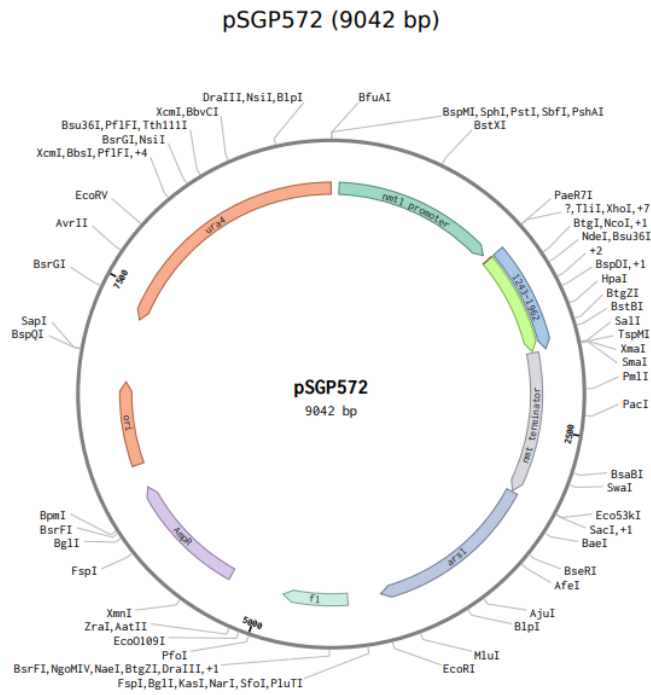 pSGP572 (9042 bp)
DraIII,NsiI,BlpI
BfuAI
XcmI,BbvCI
BspMI,SphI,PstI,SbfI,PshAI
Bsu36I,PflFI,Tth111I
BstXI
BsrGI,NsiI
XcmI,BbsI,PflFI,+4
EcoRV
PaeR7I
?,TliI,XhoI,+7
BtgI,NcoI,+1
NdeI,Bsu36I
+2
AvrII
BspDI,+1
BsrGI
HpaI
BtgZI
BstBI
SalI
SapI
TspMI
BspQI
XmaI
SmaI
PmlI
PacI
BsaBI
SwaI
Eco53kI
SacI,+1
BaeI
BpmI
BsrFI
BglI
BseRI
FspI
AfeI
XmnI
AjuI
ZraI,AatII
BlpI
EcoO109I
PfoI
MluI
BsrFI,NgoMIV,NaeI,BtgZI,DraIII,+1
EcoRI
FspI,BglI,KasI,NarI,SfoI,PluTI
ura4
nmt1 promoter
1243-1962
7500
pSGP572
9042 bp
nmt terminator
2500
ori
AmpR
ars1
f1
5000